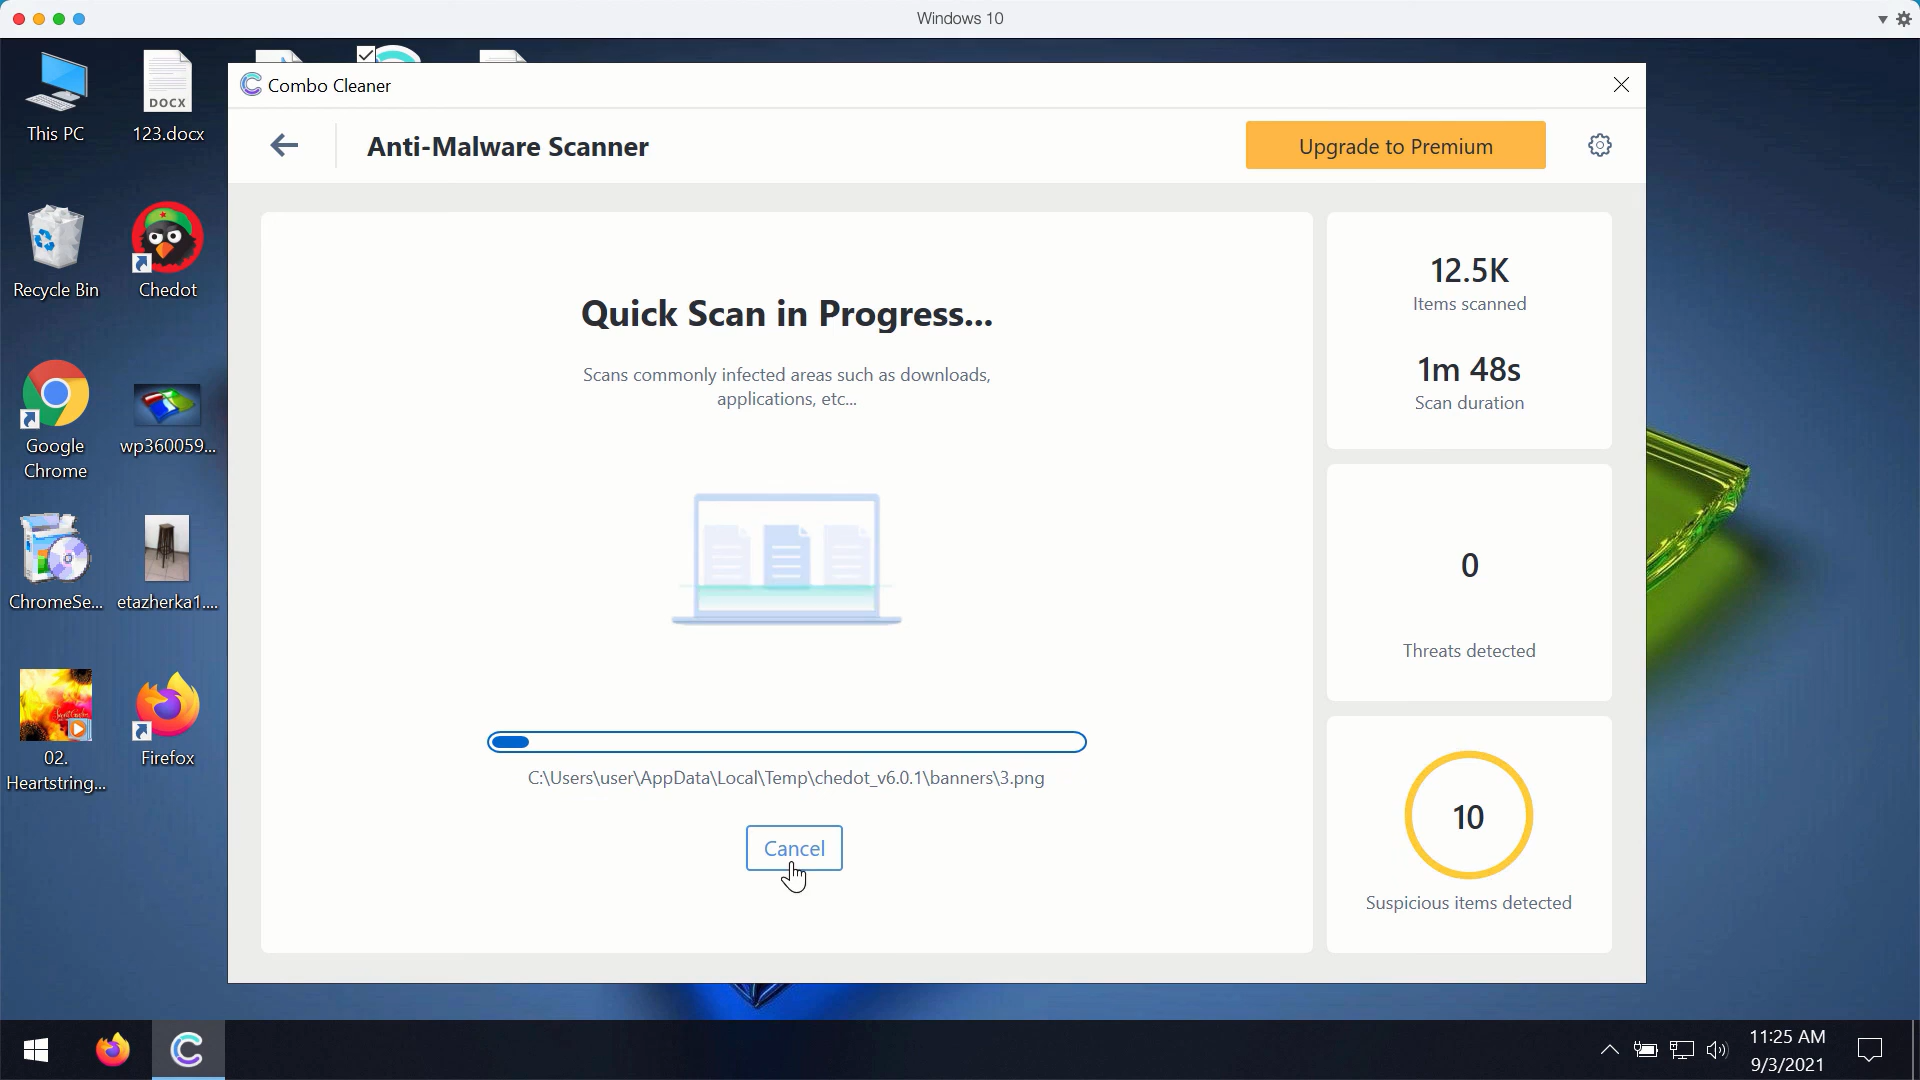 Windows 10
This PC
DOCX
123.docx
Recycle Bin
Chedot
Google
Chrome
wp360059...
ChromeSe...
etazherka1....
02.
Heartstring...
Firefox
Combo Cleaner
Anti-Malware Scanner
Upgrade to Premium
Quick Scan in Progress...
Scans commonly infected areas such as downloads,
applications, etc...
C:\Users\user\AppData\Local\Temp\chedot_v6.0.1\banners\3.png
Cancel
12.5K
Items scanned
1m 48s
Scan duration
0
Threats detected
10
Suspicious items detected
11:25 AM
9/3/2021